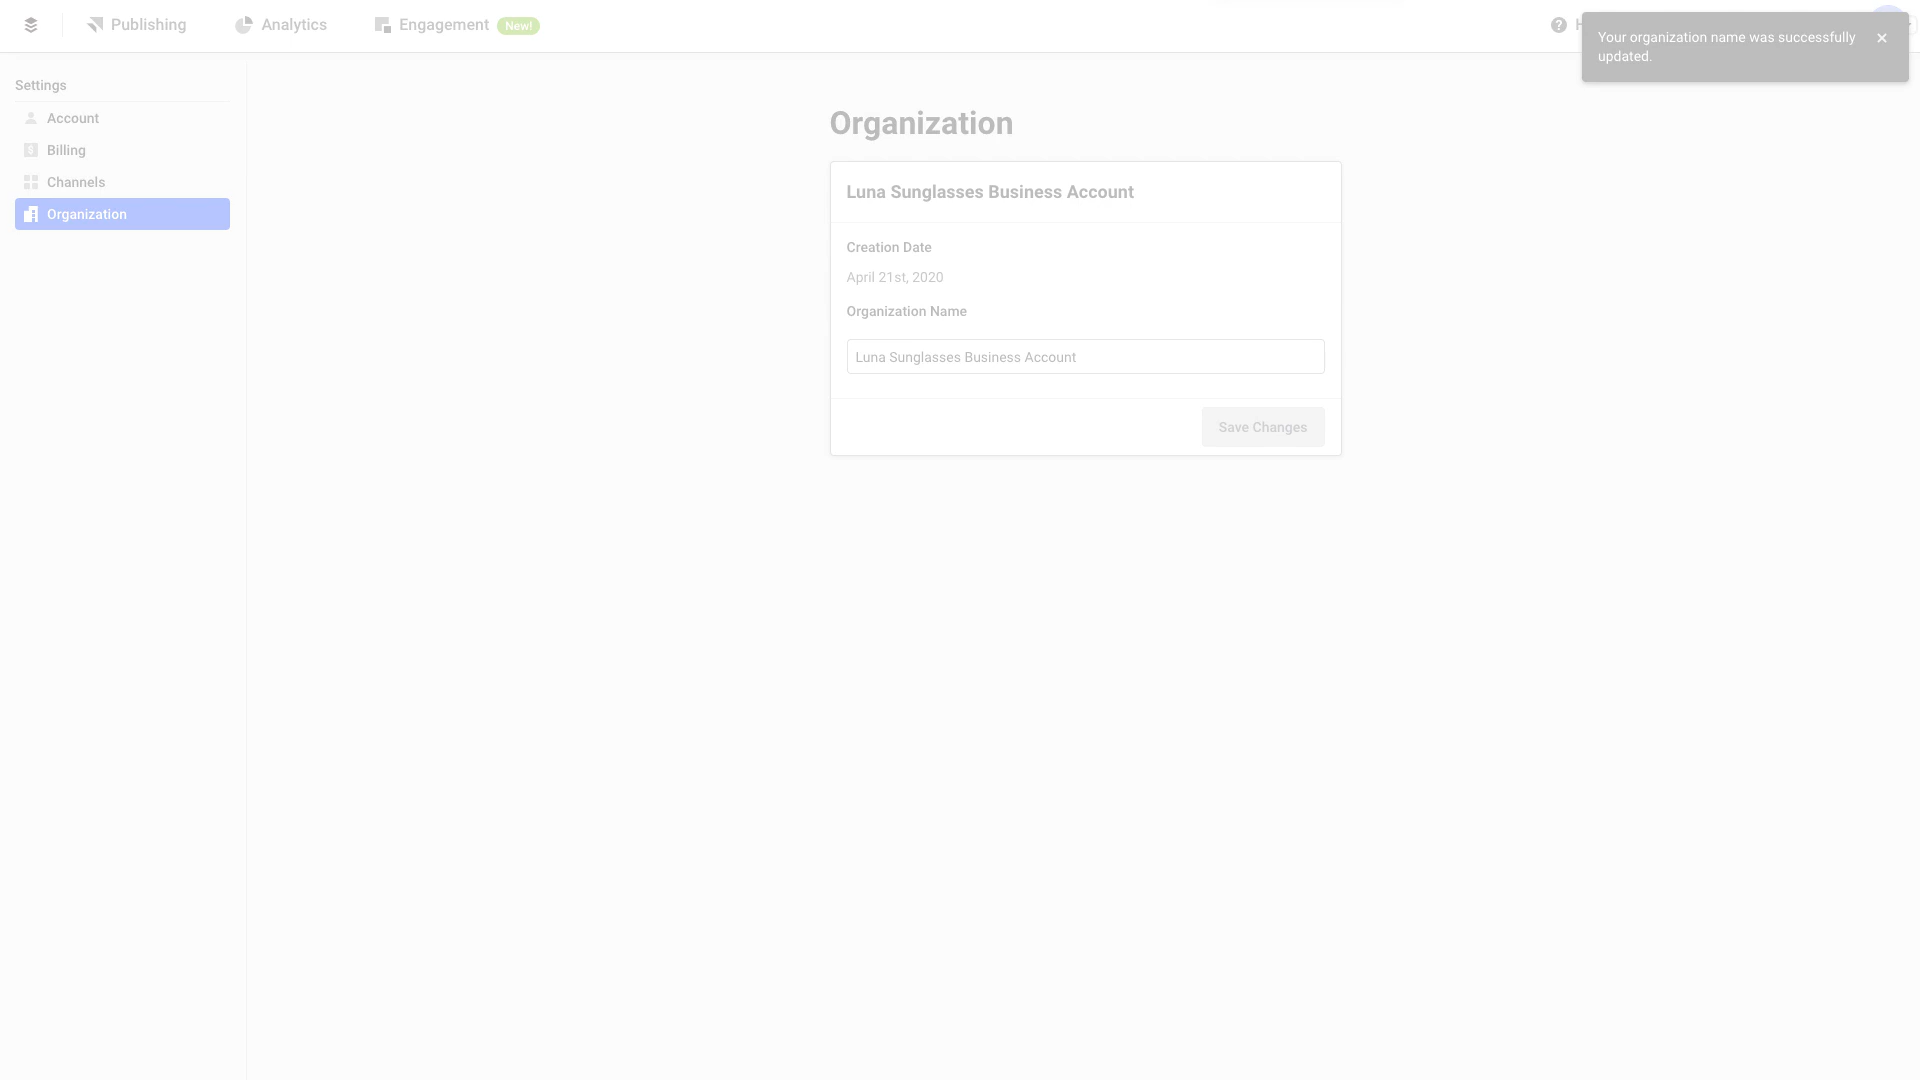 Publishing
Analytics
Engagement
New!
Your organization name was successfully
updated.
Settings
Account
Billing
Channels
Organization
Organization
Luna Sunglasses Business Account
Creation Date
April 21st, 2020
Organization Name
Luna Sunglasses Business Account
Save Changes